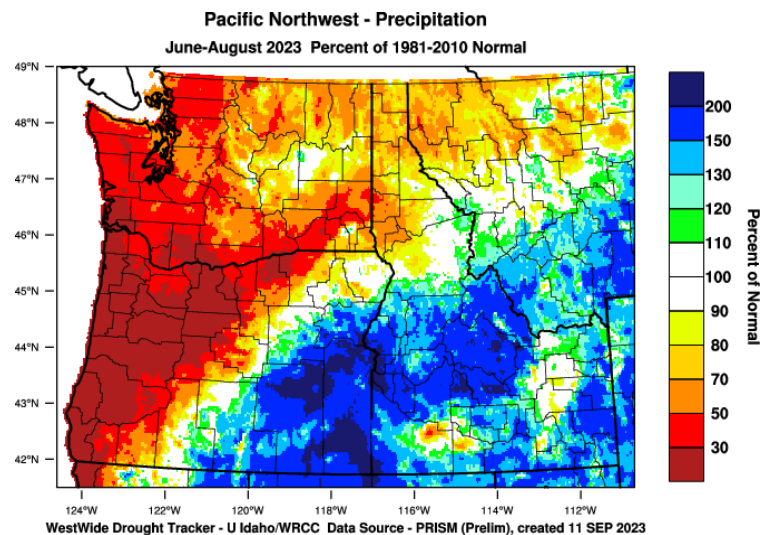 Pacific Northwest - Precipitation
June-August 2023 Percent of 1981-2010 Normal
49°N
48°N
47°N
46°N
45°N
44°N
43°N
42°N
124°W 122°W 120°W 118°W 116°W 114°W 112°W
200
150
130
120
110
100
90
80
70
50
30
Percent of Normal
WestWide Drought Tracker - U Idaho/WRCC Data Source - PRISM (Prelim), created 11 SEP 2023